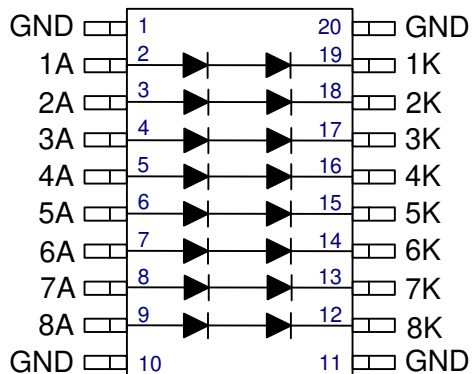 GND 1 20 GND
1A 2 19 1K
2A 3 18 2K
3A 4 17 3K
4A 5 16 4K
5A 6 15 5K
6A 7 14 6K
7A 8 13 7K
8A 9 12 8K
GND 10 11 GND